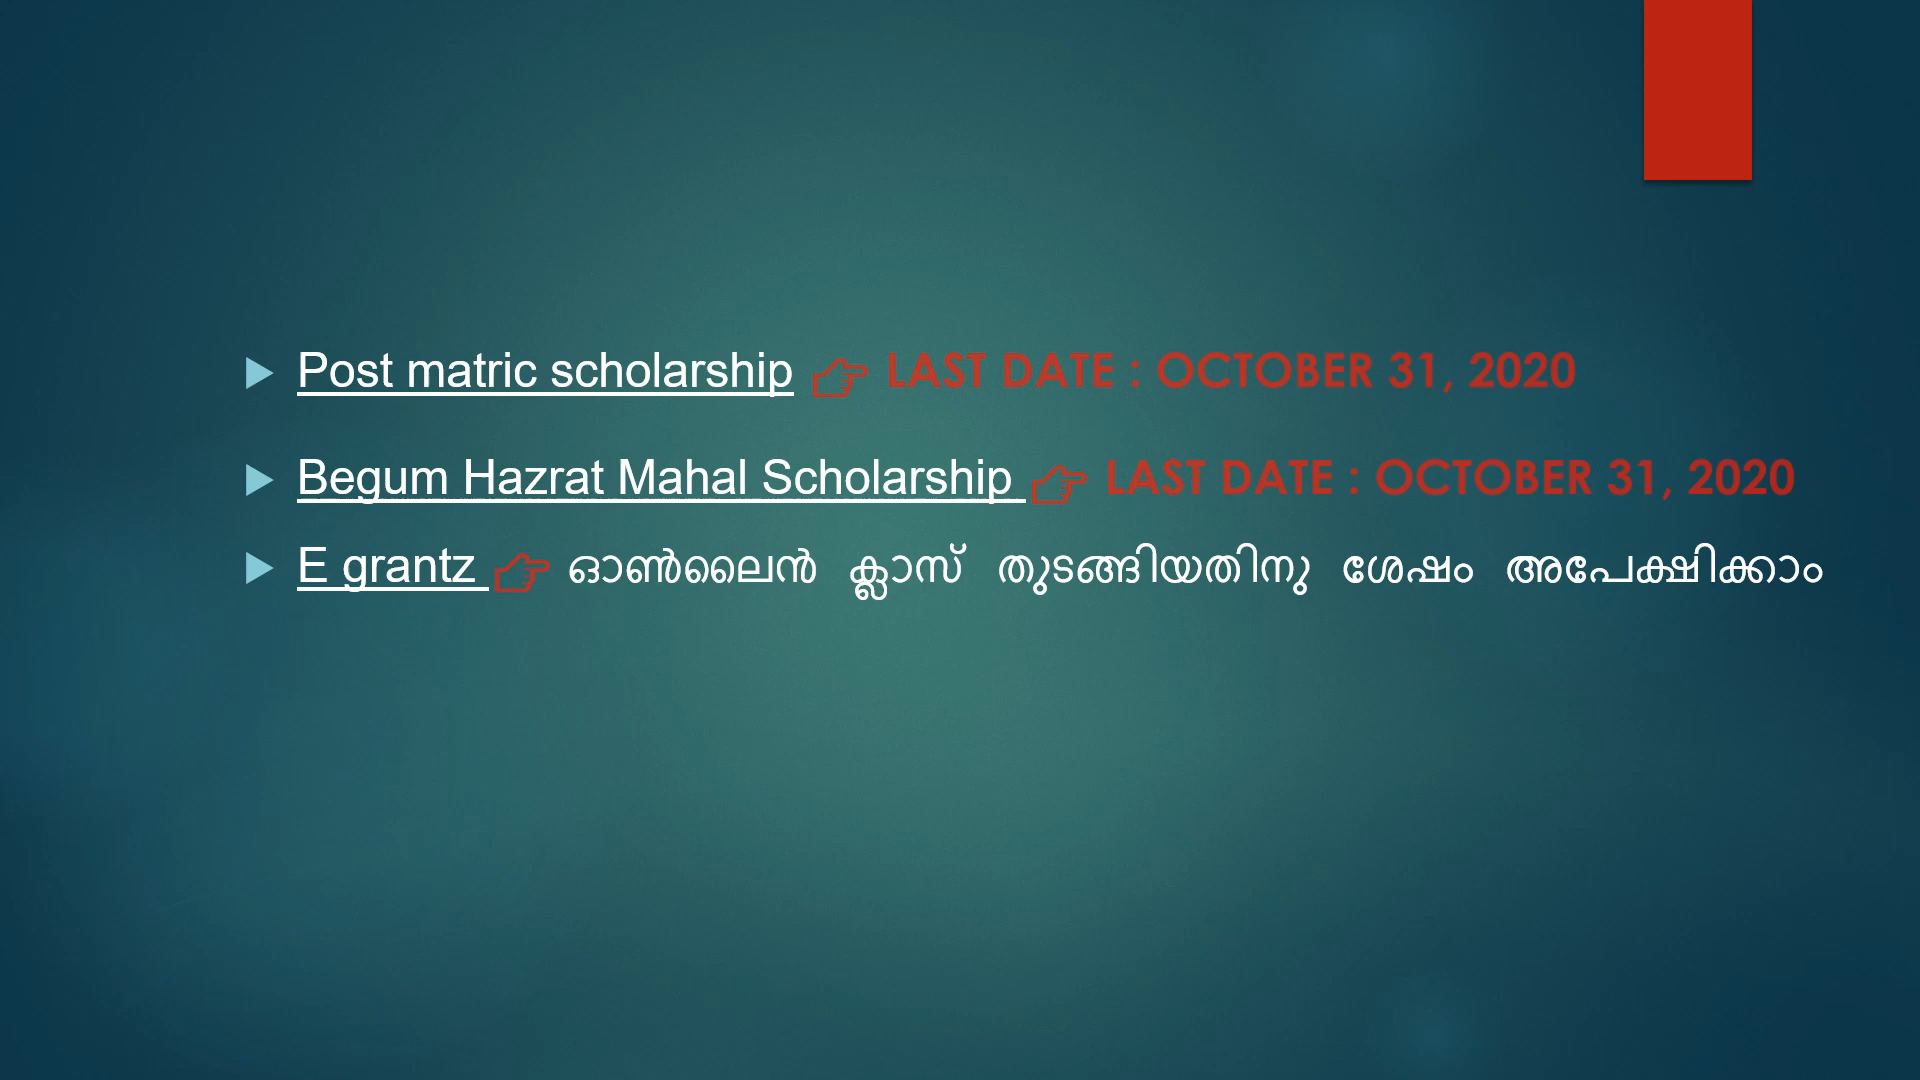 Post matric scholarship 👉 LAST DATE : OCTOBER 31, 2020
Begum Hazrat Mahal Scholarship 👉 LAST DATE : OCTOBER 31, 2020
E grantz 👉 ഓൺലൈൻ ക്ലാസ് തുടങ്ങിയതിനു ശേഷം അപേക്ഷിക്കാം